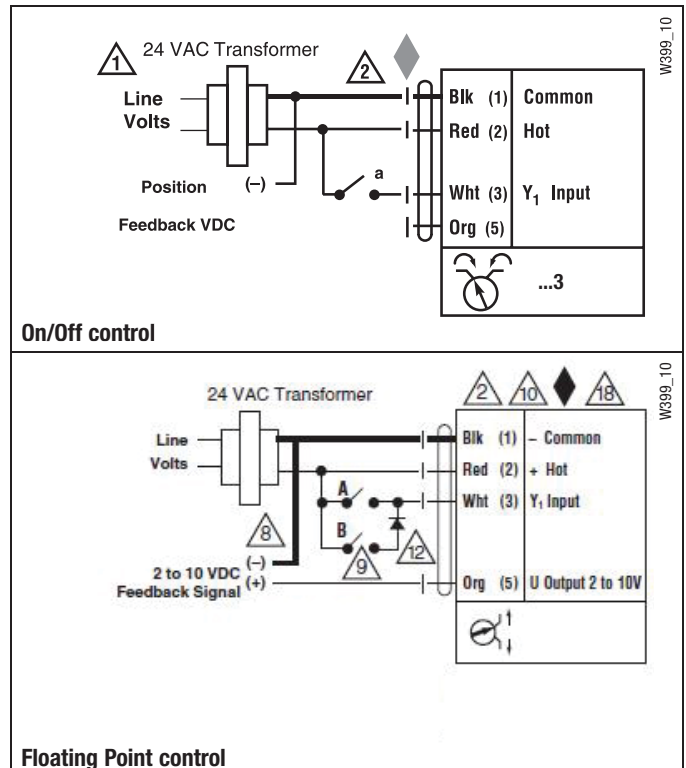 W399_10
1
24 VAC Transformer
2
Line
Volts
Blk (1) Common
Red (2) Hot
a
Position (–)
Wht (3) Y₁ Input
Feedback VDC
Org (5)
...3
On/Off control
W399_10
24 VAC Transformer
2 10 18
Line
Volts
Blk (1) – Common
Red (2) + Hot
A
Wht (3) Y₁ Input
8
B
9
12
2 to 10 VDC (–)
Feedback Signal (+)
Org (5) U Output 2 to 10V
Floating Point control